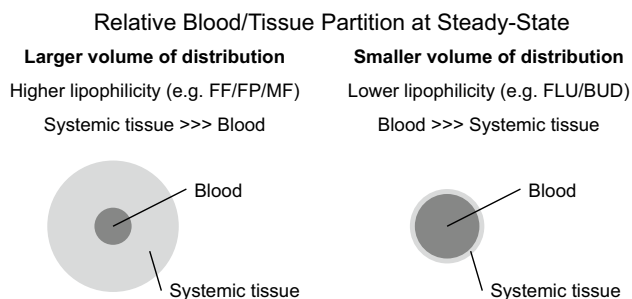 Relative Blood/Tissue Partition at Steady-State
Larger volume of distribution
Higher lipophilicity (e.g. FF/FP/MF)
Systemic tissue >>> Blood
Blood
Systemic tissue
Smaller volume of distribution
Lower lipophilicity (e.g. FLU/BUD)
Blood >>> Systemic tissue
Blood
Systemic tissue